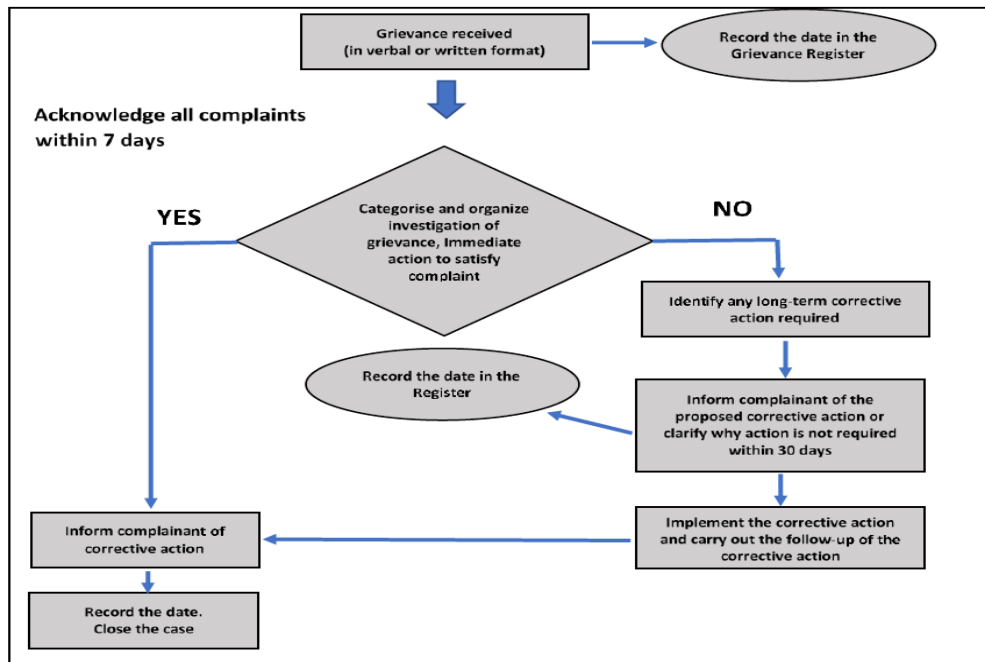 Grievance received
(in verbal or written format)
Record the date in the
Grievance Register
Acknowledge all complaints
within 7 days
YES
NO
Categorise and organize
investigation of
grievance, Immediate
action to satisfy
complaint
Identify any long-term corrective
action required
Record the date in the
Register
Inform complainant of the
proposed corrective action or
clarify why action is not required
within 30 days
Inform complainant of
corrective action
Implement the corrective action
and carry out the follow-up of the
corrective action
Record the date.
Close the case